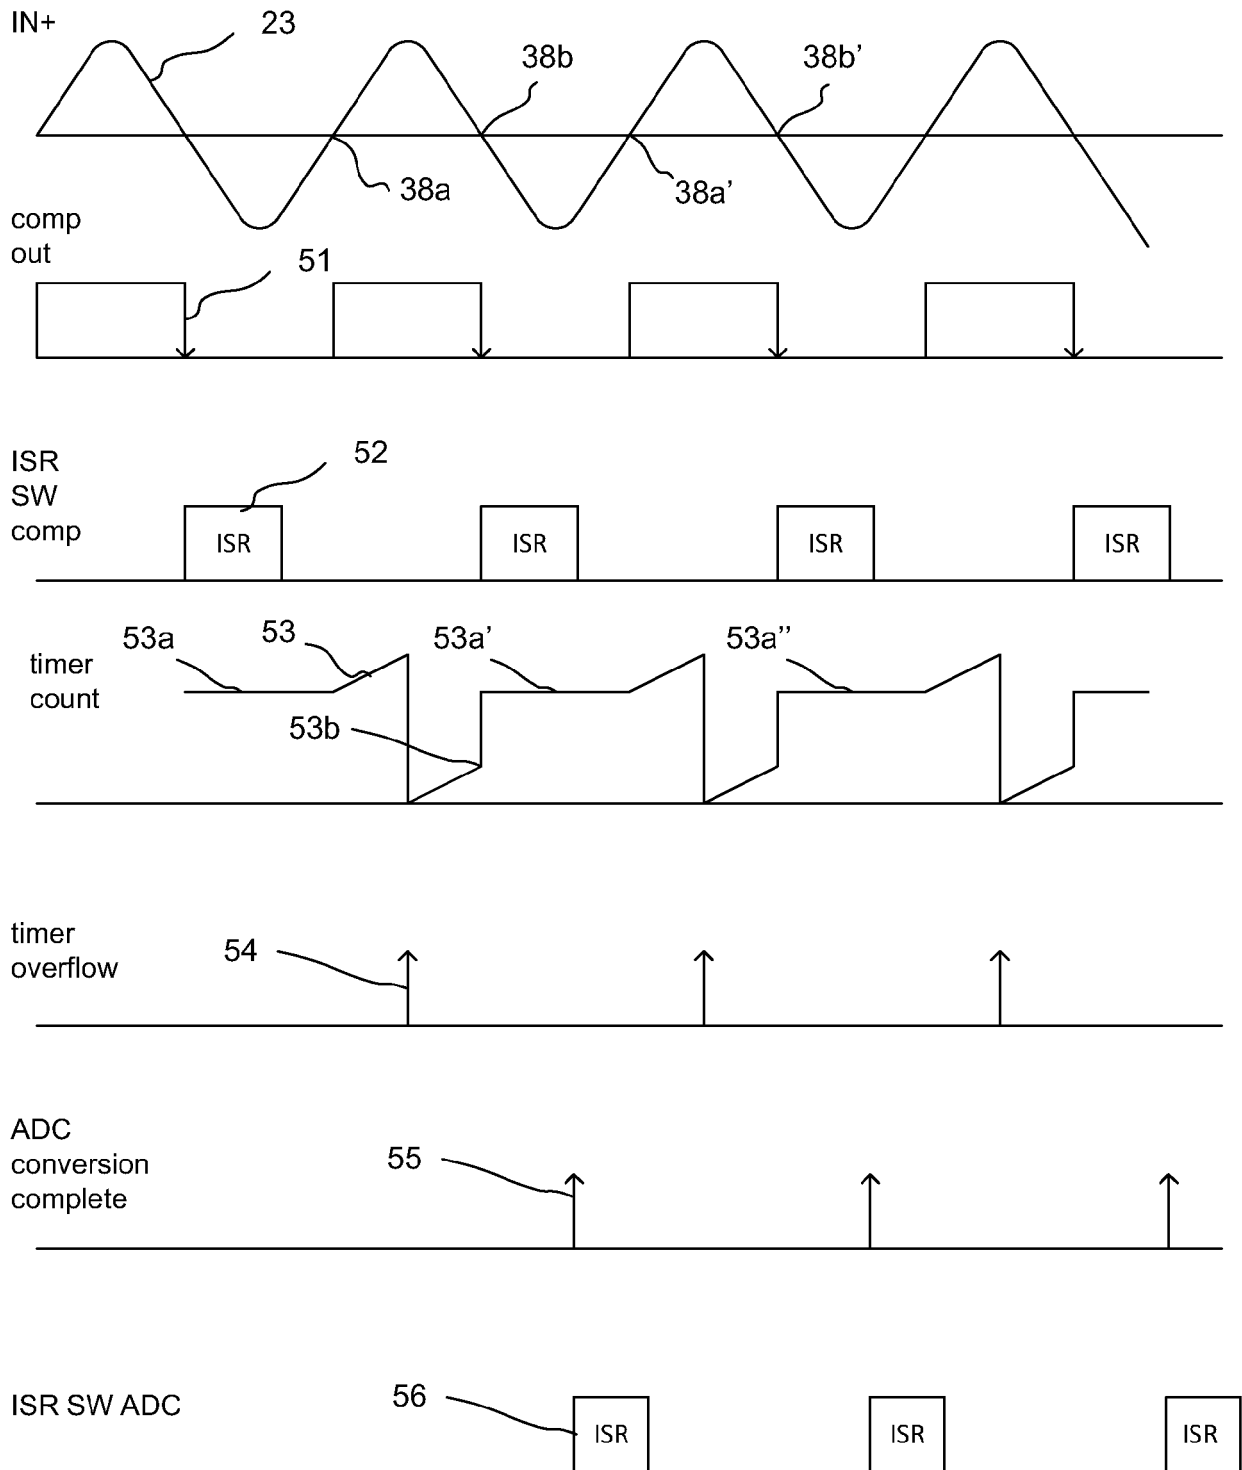 IN+
23
38b
38b’
38a
38a’
comp
out
51
ISR
SW
comp
52
ISR
ISR
ISR
ISR
timer
count
53a
53
53a’
53a’’
53b
timer
overflow
54
ADC
conversion
complete
55
ISR SW ADC
56
ISR
ISR
ISR